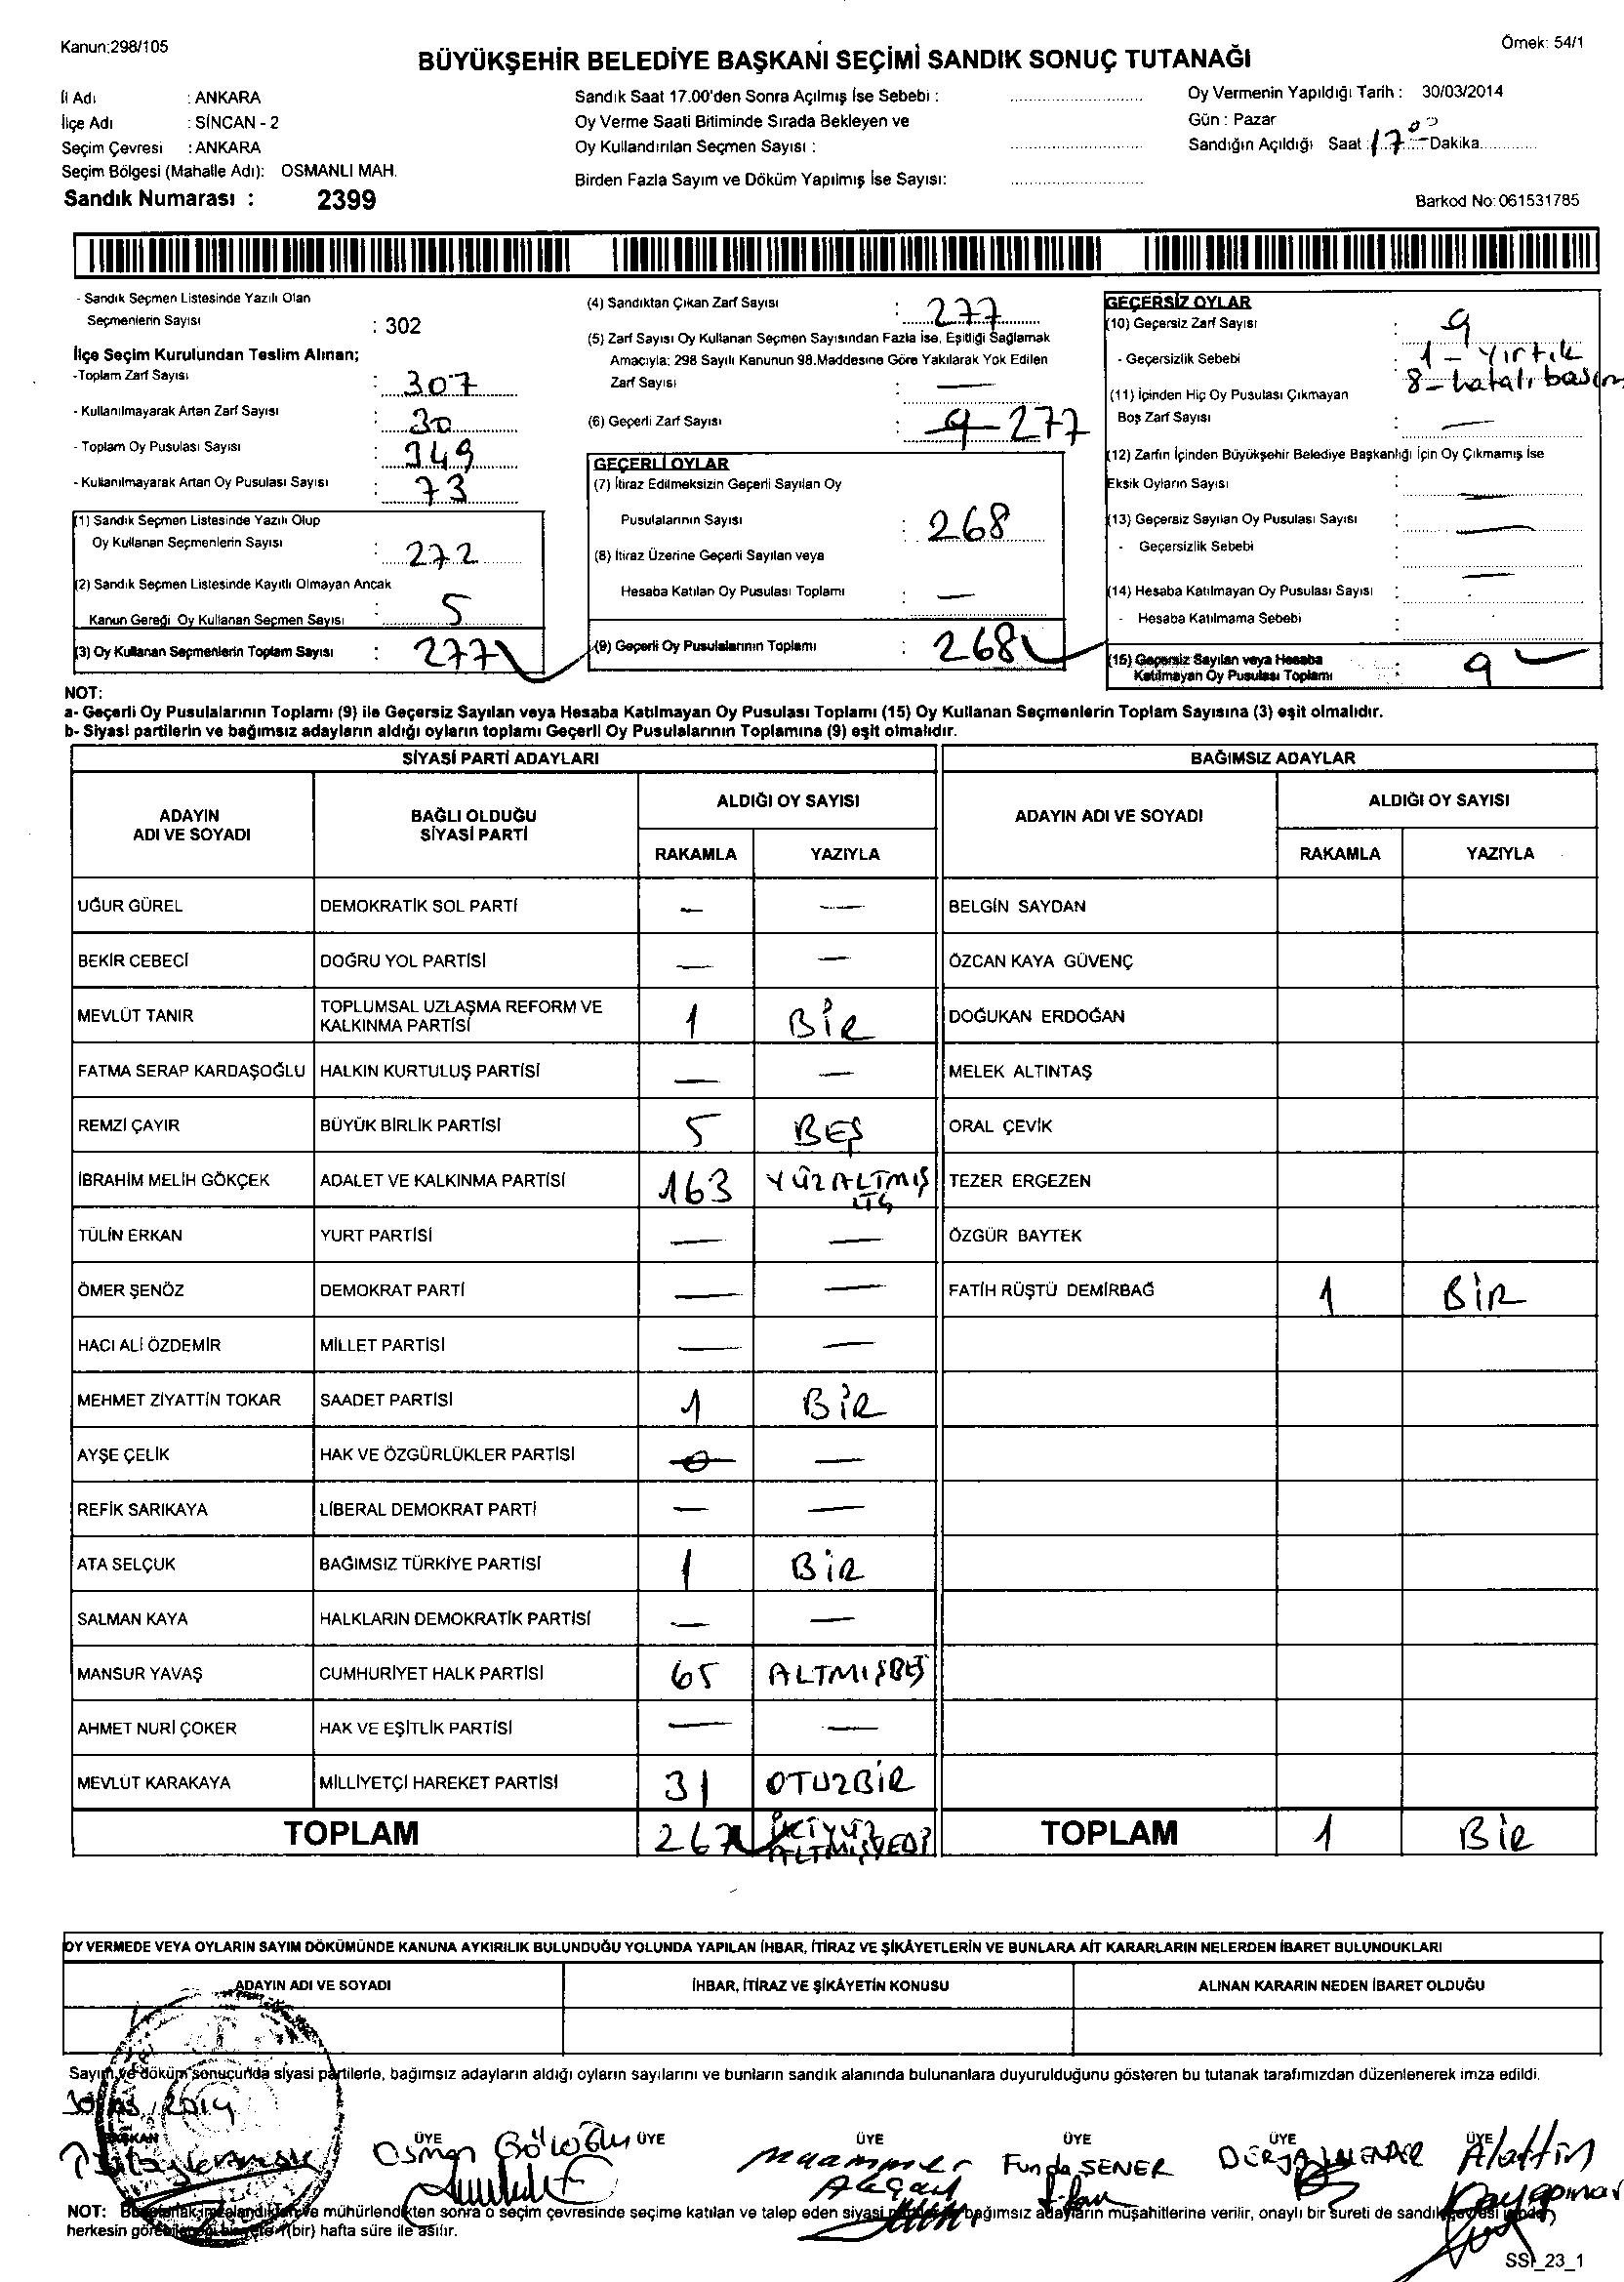 Kanun:298/105
Örnek: 54/1
BÜYÜKŞEHİR BELEDİYE BAŞKANI SEÇİMİ SANDIK SONUÇ TUTANAĞI
İl Adı : ANKARA
İlçe Adı : SİNCAN - 2
Seçim Çevresi : ANKARA
Seçim Bölgesi (Mahalle Adı): OSMANLI MAH.
Sandık Numarası : 2399
Sandık Saat 17.00'den Sonra Açılmış İse Sebebi :
Oy Verme Saati Bitiminde Sırada Bekleyen ve
Oy Kullandırılan Seçmen Sayısı :
Birden Fazla Sayım ve Döküm Yapılmış İse Sayısı:
Oy Vermenin Yapıldığı Tarih : 30/03/2014
Gün : Pazar
Sandığın Açıldığı Saat : 17 00 Dakika
Barkod No: 061531785
- Sandık Seçmen Listesinde Yazılı Olan
Seçmenlerin Sayısı : 302
İlçe Seçim Kurulundan Teslim Alınan;
-Toplam Zarf Sayısı : 307
- Kullanılmayarak Artan Zarf Sayısı : 30
- Toplam Oy Pusulası Sayısı : 349
- Kullanılmayarak Artan Oy Pusulası Sayısı : 73
(1) Sandık Seçmen Listesinde Yazılı Olup
Oy Kullanan Seçmenlerin Sayısı : 272
(2) Sandık Seçmen Listesinde Kayıtlı Olmayan Ancak
Kanun Gereği Oy Kullanan Seçmen Sayısı : 5
(3) Oy Kullanan Seçmenlerin Toplam Sayısı : 277
(4) Sandıktan Çıkan Zarf Sayısı : 277
(5) Zarf Sayısı Oy Kullanan Seçmen Sayısından Fazla İse, Eşitliği Sağlamak
Amacıyla: 298 Sayılı Kanunun 98.Maddesine Göre Yakılarak Yok Edilen
Zarf Sayısı : —
(6) Geçerli Zarf Sayısı : 9 277
GEÇERLİ OYLAR
(7) İtiraz Edilmeksizin Geçerli Sayılan Oy
Pusulalarının Sayısı : 268
(8) İtiraz Üzerine Geçerli Sayılan veya
Hesaba Katılan Oy Pusulası Toplamı : —
(9) Geçerli Oy Pusulalarının Toplamı : 268
GEÇERSİZ OYLAR
(10) Geçersiz Zarf Sayısı : 9
- Geçersizlik Sebebi : 1 - Yırtık
8 - hatalı basım
(11) İçinden Hiç Oy Pusulası Çıkmayan
Boş Zarf Sayısı : —
(12) Zarfın İçinden Büyükşehir Belediye Başkanlığı İçin Oy Çıkmamış İse
Eksik Oyların Sayısı : —
(13) Geçersiz Sayılan Oy Pusulası Sayısı : —
- Geçersizlik Sebebi :
(14) Hesaba Katılmayan Oy Pusulası Sayısı : —
- Hesaba Katılmama Sebebi :
(15) Geçersiz Sayılan veya Hesaba
Katılmayan Oy Pusulası Toplamı : 9
NOT:
a- Geçerli Oy Pusulalarının Toplamı (9) ile Geçersiz Sayılan veya Hesaba Katılmayan Oy Pusulası Toplamı (15) Oy Kullanan Seçmenlerin Toplam Sayısına (3) eşit olmalıdır.
b- Siyasi partilerin ve bağımsız adayların aldığı oyların toplamı Geçerli Oy Pusulalarının Toplamına (9) eşit olmalıdır.
SİYASİ PARTİ ADAYLARI
BAĞIMSIZ ADAYLAR
ADAYIN
ADI VE SOYADI
BAĞLI OLDUĞU
SİYASİ PARTİ
ALDIĞI OY SAYISI
RAKAMLA YAZIYLA
ADAYIN ADI VE SOYADI
ALDIĞI OY SAYISI
RAKAMLA YAZIYLA
UĞUR GÜREL DEMOKRATİK SOL PARTİ — — BELGİN SAYDAN
BEKİR CEBECİ DOĞRU YOL PARTİSİ — — ÖZCAN KAYA GÜVENÇ
MEVLÜT TANIR TOPLUMSAL UZLAŞMA REFORM VE
KALKINMA PARTİSİ 1 BİR DOĞUKAN ERDOĞAN
FATMA SERAP KARDAŞOĞLU HALKIN KURTULUŞ PARTİSİ — — MELEK ALTINTAŞ
REMZİ ÇAYIR BÜYÜK BİRLİK PARTİSİ 5 BEŞ ORAL ÇEVİK
İBRAHİM MELİH GÖKÇEK ADALET VE KALKINMA PARTİSİ 163 YÜZALTMIŞ ÜÇ TEZER ERGEZEN
TÜLİN ERKAN YURT PARTİSİ — — ÖZGÜR BAYTEK
ÖMER ŞENÖZ DEMOKRAT PARTİ — — FATİH RÜŞTÜ DEMİRBAĞ 1 BİR
HACI ALİ ÖZDEMİR MİLLET PARTİSİ — —
MEHMET ZİYATTİN TOKAR SAADET PARTİSİ 1 BİR
AYŞE ÇELİK HAK VE ÖZGÜRLÜKLER PARTİSİ 0 —
REFİK SARIKAYA LİBERAL DEMOKRAT PARTİ — —
ATA SELÇUK BAĞIMSIZ TÜRKİYE PARTİSİ 1 BİR
SALMAN KAYA HALKLARIN DEMOKRATİK PARTİSİ — —
MANSUR YAVAŞ CUMHURİYET HALK PARTİSİ 65 ALTMIŞBEŞ
AHMET NURİ ÇOKER HAK VE EŞİTLİK PARTİSİ — —
MEVLÜT KARAKAYA MİLLİYETÇİ HAREKET PARTİSİ 31 OTUZBİR
TOPLAM 267 İKİYÜZ ALTMIŞYEDİ TOPLAM 1 BİR
OY VERMEDE VEYA OYLARIN SAYIM DÖKÜMÜNDE KANUNA AYKIRILIK BULUNDUĞU YOLUNDA YAPILAN İHBAR, İTİRAZ VE ŞİKÂYETLERİN VE BUNLARA AİT KARARLARIN NELERDEN İBARET BULUNDUKLARI
ADAYIN ADI VE SOYADI İHBAR, İTİRAZ VE ŞİKÂYETİN KONUSU ALINAN KARARIN NEDEN İBARET OLDUĞU
Sayım ve döküm sonucunda siyasi partilerle, bağımsız adayların aldığı oyların sayılarını ve bunların sandık alanında bulunanlara duyurulduğunu gösteren bu tutanak tarafımızdan düzenlenerek imza edildi.
30/03/2014
BAŞKAN ÜYE ÜYE ÜYE ÜYE ÜYE ÜYE
Osman Muammer Funda ŞENER DERYA Alattin
Kayapınar
NOT: Bu tutanak imzalandıktan ve mühürlendikten sonra o seçim çevresinde seçime katılan ve talep eden siyasi bağımsız adayların müşahitlerine verilir, onaylı bir sureti de sandık
herkesin (bir) hafta süre ile asılır.
SSI_23_1